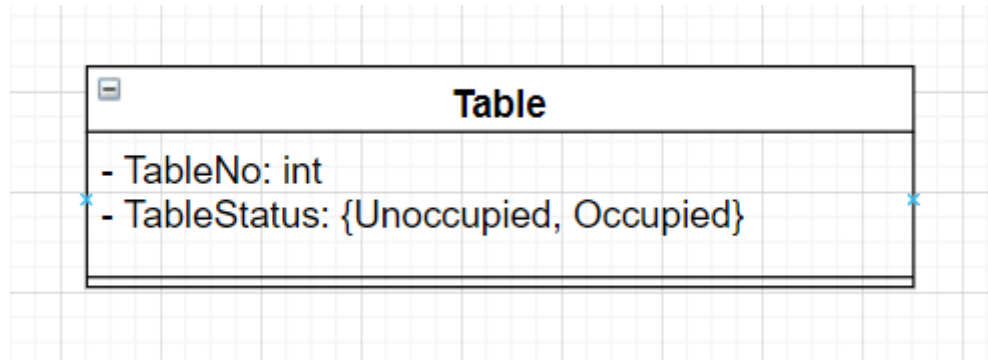 Table
- TableNo: int
- TableStatus: {Unoccupied, Occupied}